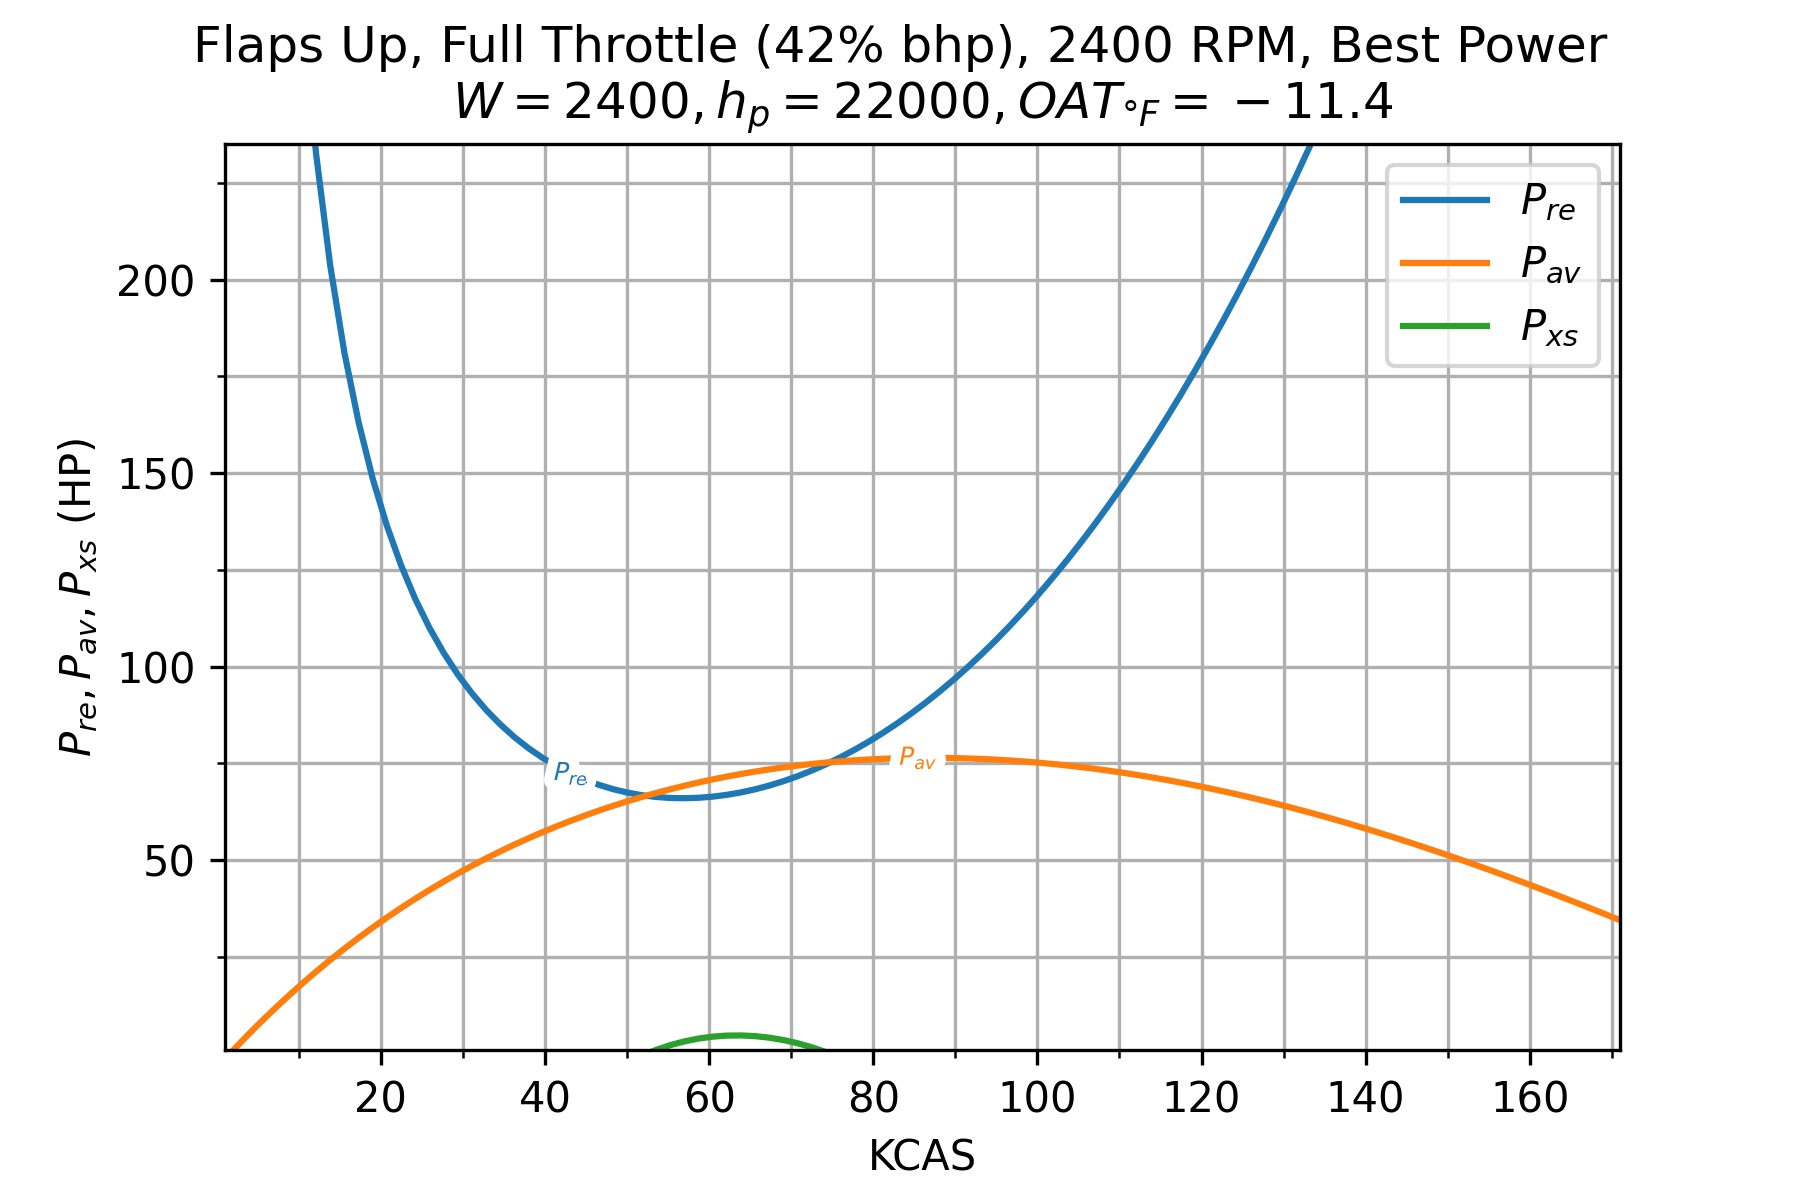 Flaps Up, Full Throttle (42% bhp), 2400 RPM, Best Power
W = 2400, h_p = 22000, OAT_°F = −11.4
P_re
P_av
P_xs
P_re, P_av, P_xs (HP)
200
150
100
50
P_re
P_av
20 40 60 80 100 120 140 160
KCAS